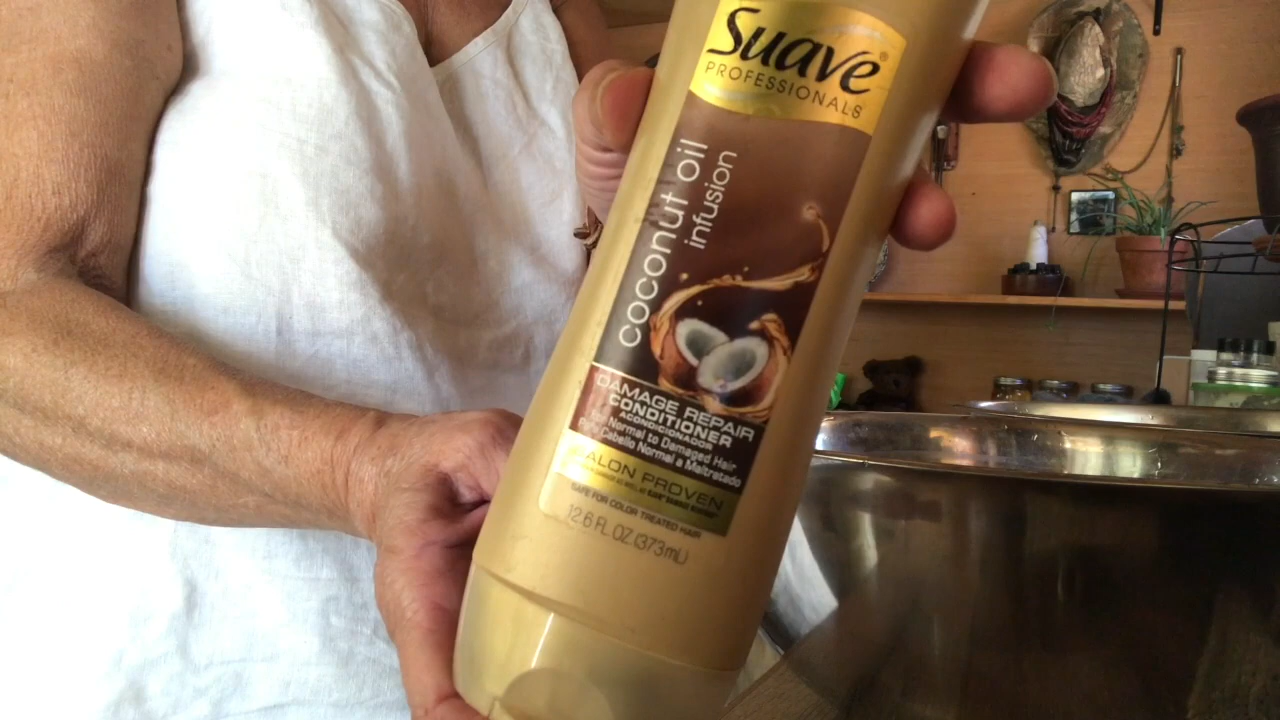 Suave®
PROFESSIONALS
coconut oil
infusion
DAMAGE REPAIR
CONDITIONER
ACONDICIONADOR
For Normal to Damaged Hair
Para Cabello Normal a Maltratado
SALON PROVEN
SAFE FOR COLOR TREATED HAIR
12.6 FL OZ (373mL)